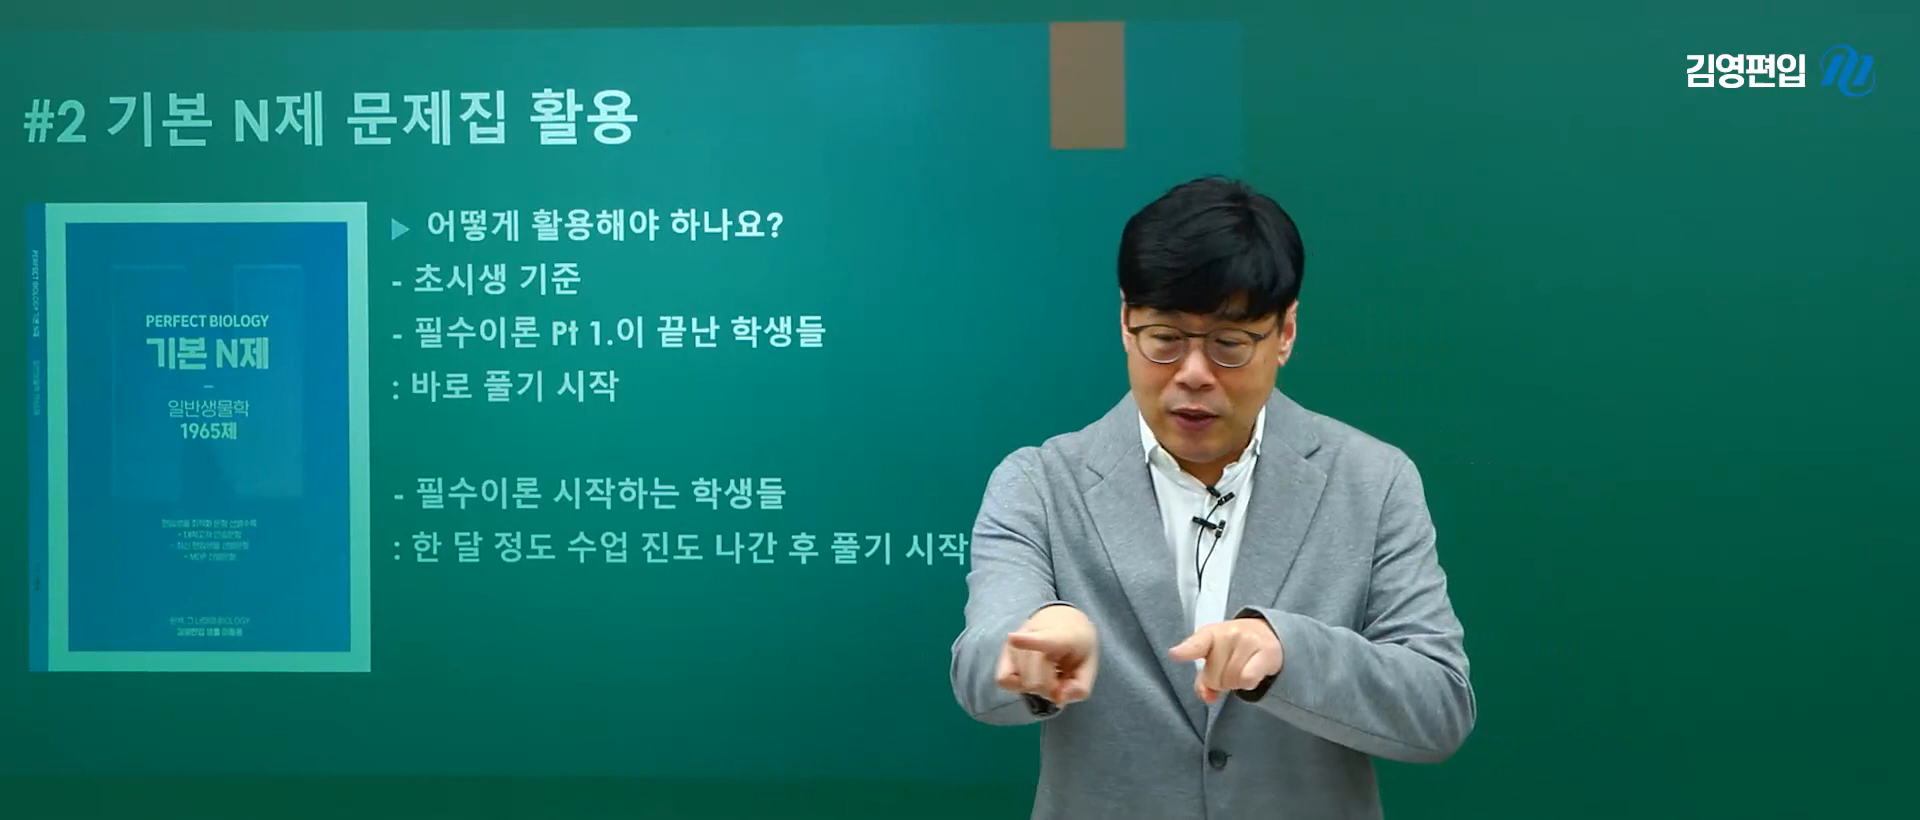 김영편입
#2 기본 N제 문제집 활용
▶ 어떻게 활용해야 하나요?
- 초시생 기준
- 필수이론 Pt 1.이 끝난 학생들
: 바로 풀기 시작
- 필수이론 시작하는 학생들
: 한 달 정도 수업 진도 나간 후 풀기 시작
PERFECT BIOLOGY
기본 N제
일반생물학
1965제